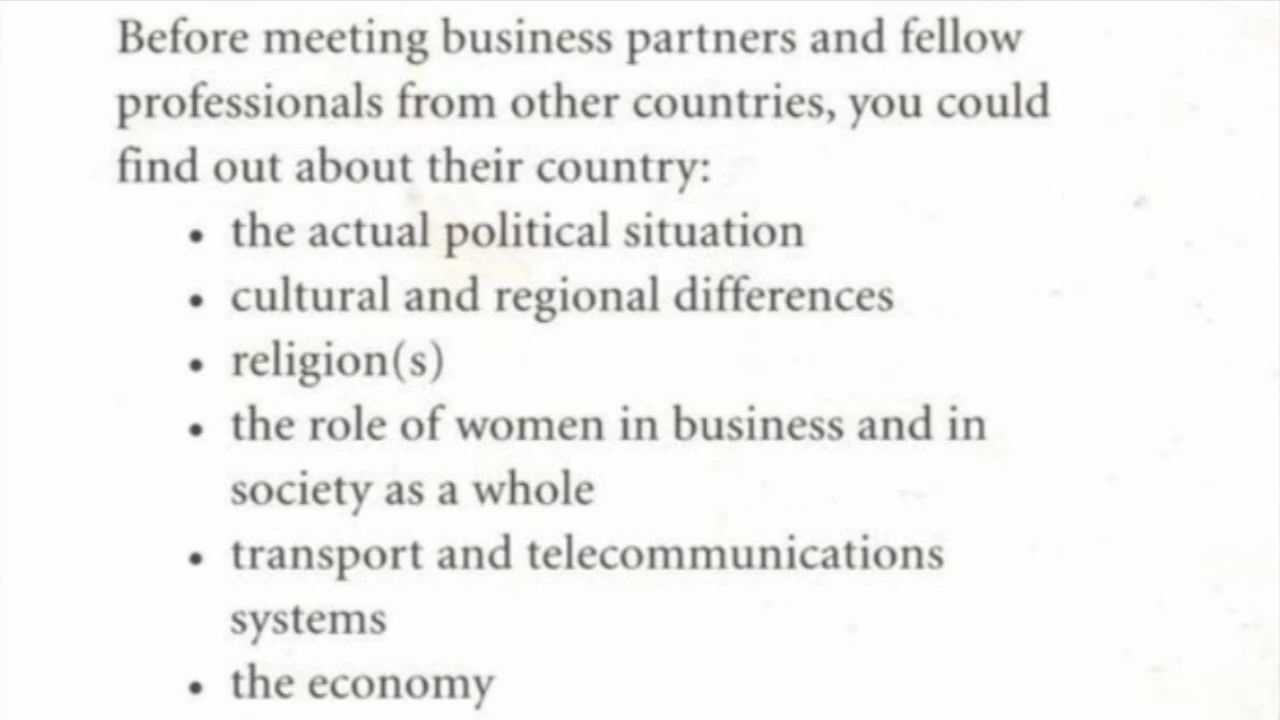 Before meeting business partners and fellow
professionals from other countries, you could
find out about their country:
• the actual political situation
• cultural and regional differences
• religion(s)
• the role of women in business and in
society as a whole
• transport and telecommunications
systems
• the economy